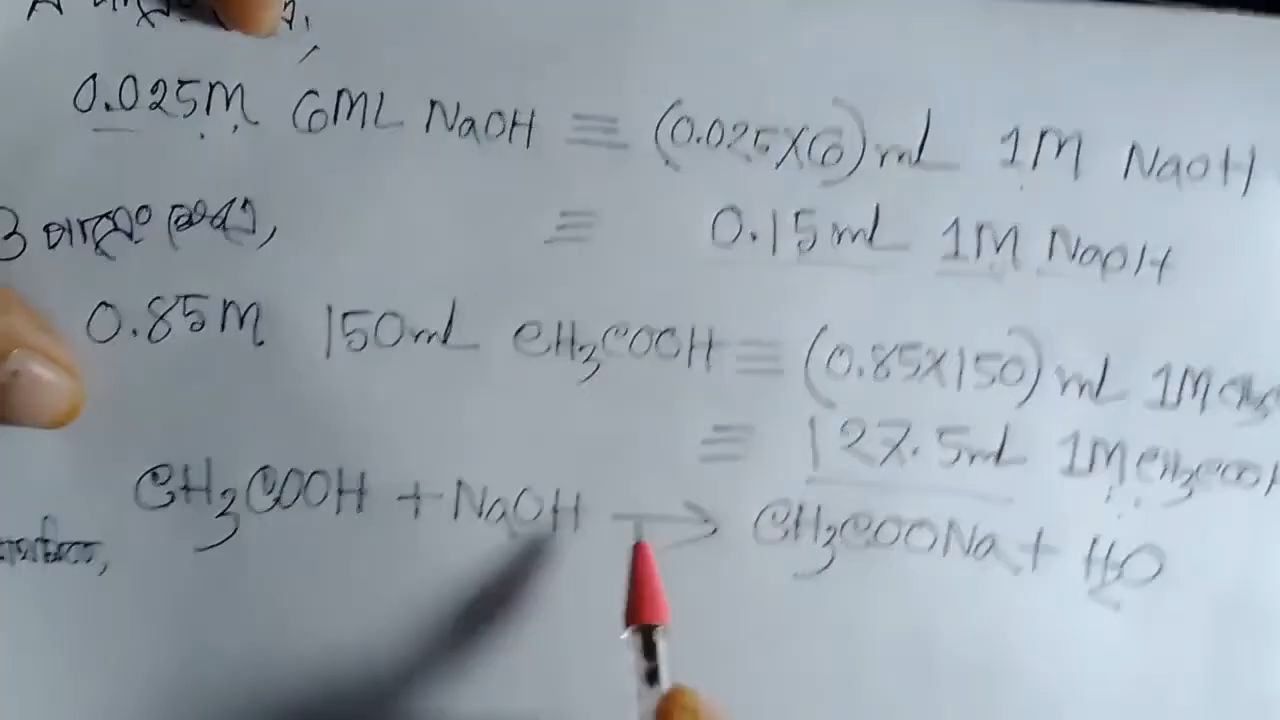 0.025M 6ML NaOH ≡ (0.025×6)mL 1M NaOH
≡ 0.15mL 1M NaOH
0.85M 150mL CH3COOH ≡ (0.85×150) mL 1M
≡ 127.5mL 1M CH3COOH
CH3COOH + NaOH → CH3COONa + H2O